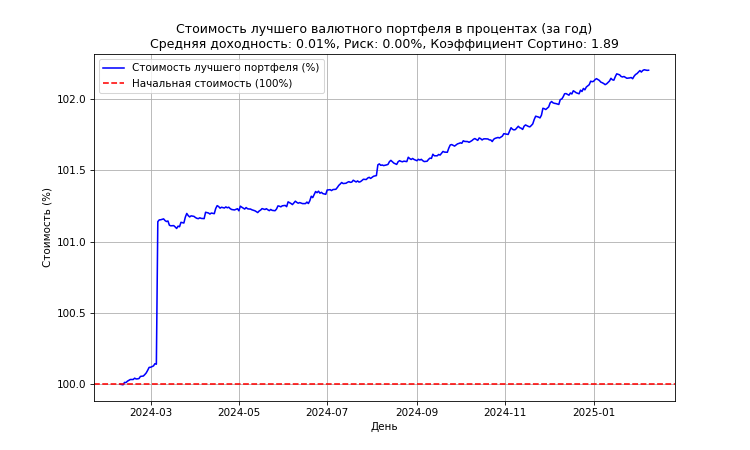 Стоимость лучшего валютного портфеля в процентах (за год)
Средняя доходность: 0.01%, Риск: 0.00%, Коэффициент Сортино: 1.89
Стоимость лучшего портфеля (%)
Начальная стоимость (100%)
Стоимость (%)
102.0
101.5
101.0
100.5
100.0
2024-03 2024-05 2024-07 2024-09 2024-11 2025-01
День